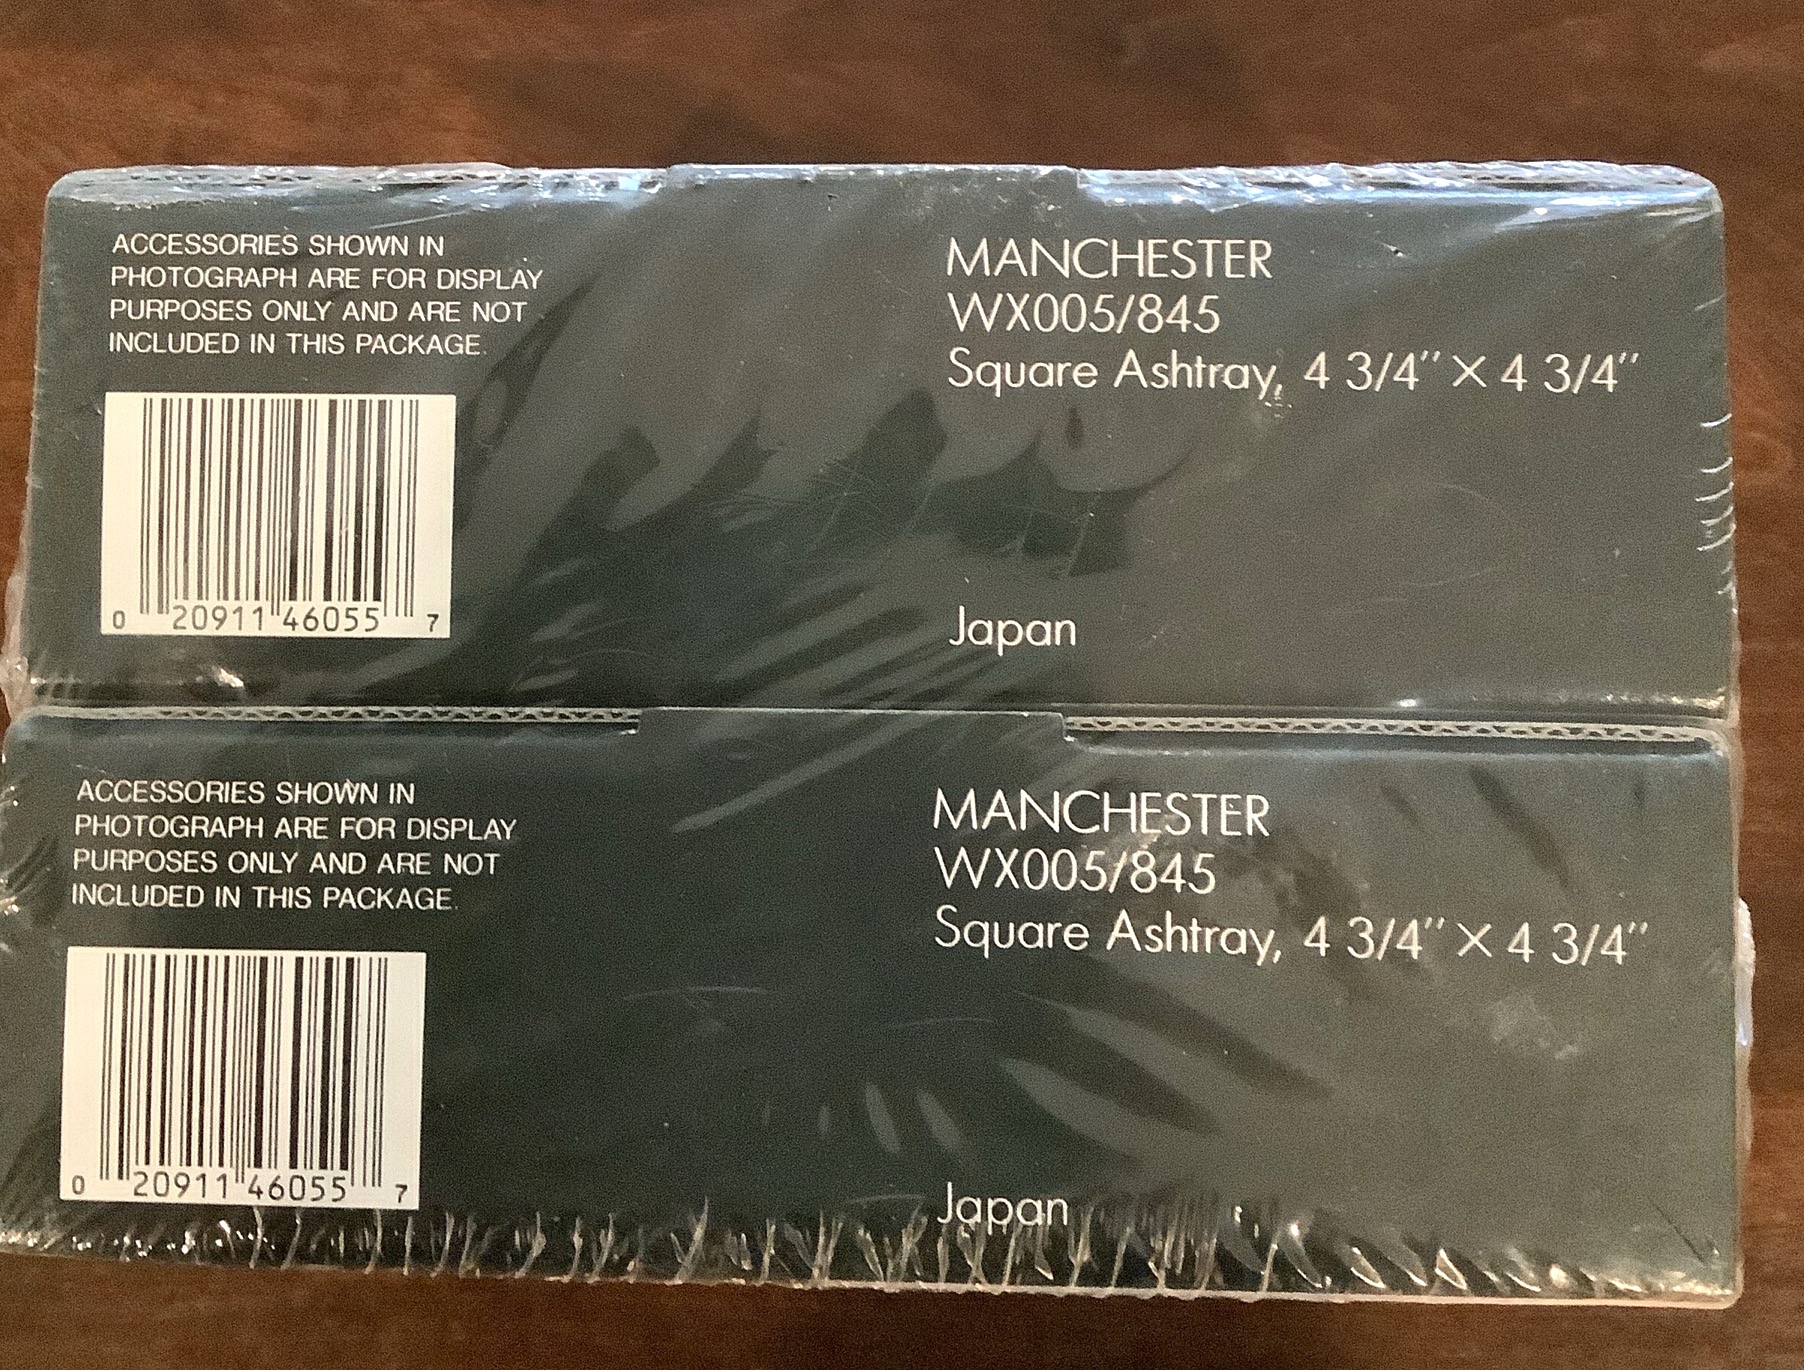 ACCESSORIES SHOWN IN
PHOTOGRAPH ARE FOR DISPLAY
PURPOSES ONLY AND ARE NOT
INCLUDED IN THIS PACKAGE.
0 20911 46055 7
MANCHESTER
WX005/845
Square Ashtray, 4 3/4" X 4 3/4"
Japan
ACCESSORIES SHOWN IN
PHOTOGRAPH ARE FOR DISPLAY
PURPOSES ONLY AND ARE NOT
INCLUDED IN THIS PACKAGE.
0 20911 46055 7
MANCHESTER
WX005/845
Square Ashtray, 4 3/4" X 4 3/4"
Japan